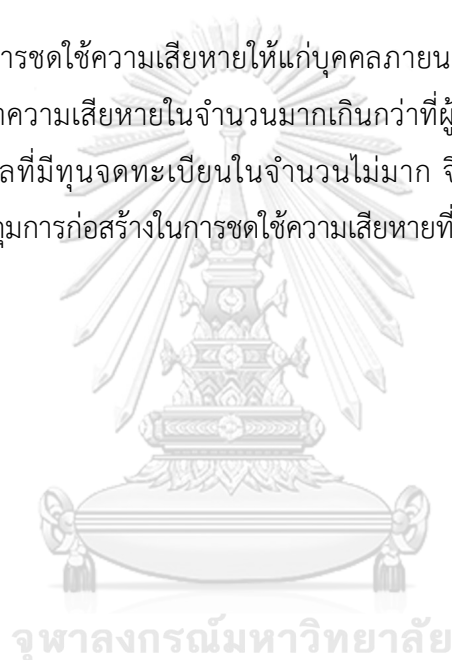 ารชดใช้ความเสียหายให้แก่บุคคลภายน
าความเสียหายในจำนวนมากเกินกว่าที่ผู้
ลที่มีทุนจดทะเบียนในจำนวนไม่มาก จึ
ุมการก่อสร้างในการชดใช้ความเสียหายที่
จุฬาลงกรณ์มหาวิทยาลัย